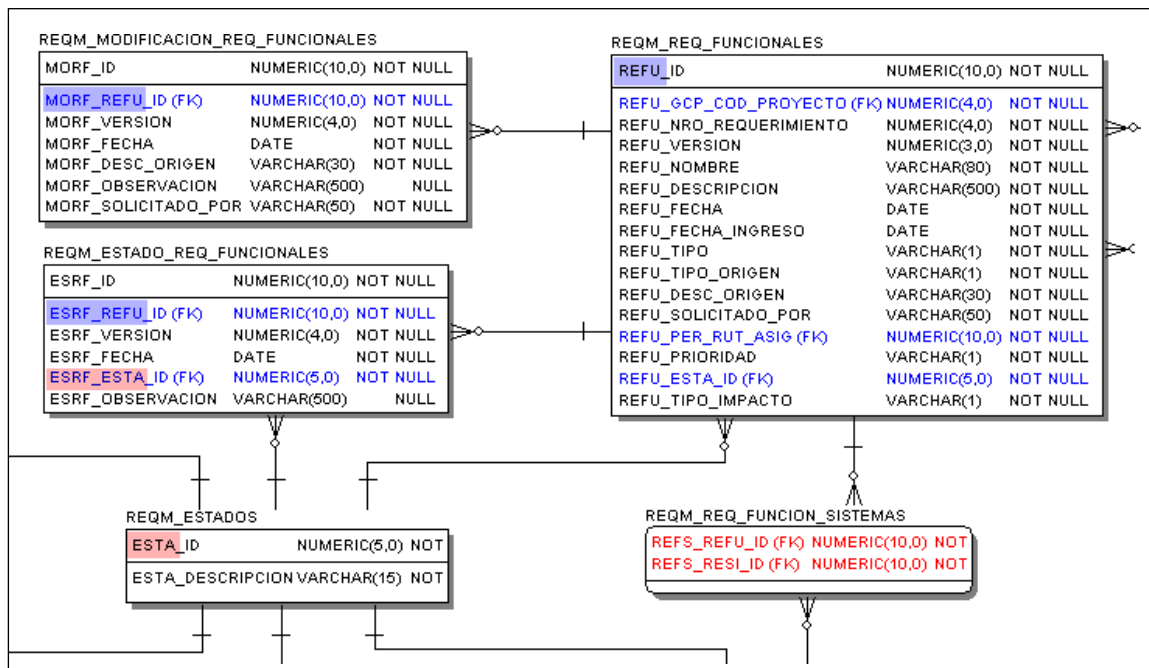 REQM_MODIFICACION_REQ_FUNCIONALES
MORF_ID NUMERIC(10,0) NOT NULL
MORF_REFU_ID (FK) NUMERIC(10,0) NOT NULL
MORF_VERSION NUMERIC(4,0) NOT NULL
MORF_FECHA DATE NOT NULL
MORF_DESC_ORIGEN VARCHAR(30) NOT NULL
MORF_OBSERVACION VARCHAR(500) NULL
MORF_SOLICITADO_POR VARCHAR(50) NOT NULL
REQM_REQ_FUNCIONALES
REFU_ID NUMERIC(10,0) NOT NULL
REFU_GCP_COD_PROYECTO (FK) NUMERIC(4,0) NOT NULL
REFU_NRO_REQUERIMIENTO NUMERIC(4,0) NOT NULL
REFU_VERSION NUMERIC(3,0) NOT NULL
REFU_NOMBRE VARCHAR(80) NOT NULL
REFU_DESCRIPCION VARCHAR(500) NOT NULL
REFU_FECHA DATE NOT NULL
REFU_FECHA_INGRESO DATE NOT NULL
REFU_TIPO VARCHAR(1) NOT NULL
REFU_TIPO_ORIGEN VARCHAR(1) NOT NULL
REFU_DESC_ORIGEN VARCHAR(30) NOT NULL
REFU_SOLICITADO_POR VARCHAR(50) NOT NULL
REFU_PER_RUT_ASIG (FK) NUMERIC(10,0) NOT NULL
REFU_PRIORIDAD VARCHAR(1) NOT NULL
REFU_ESTA_ID (FK) NUMERIC(5,0) NOT NULL
REFU_TIPO_IMPACTO VARCHAR(1) NOT NULL
REQM_ESTADO_REQ_FUNCIONALES
ESRF_ID NUMERIC(10,0) NOT NULL
ESRF_REFU_ID (FK) NUMERIC(10,0) NOT NULL
ESRF_VERSION NUMERIC(4,0) NOT NULL
ESRF_FECHA DATE NOT NULL
ESRF_ESTA_ID (FK) NUMERIC(5,0) NOT NULL
ESRF_OBSERVACION VARCHAR(500) NULL
REQM_ESTADOS
ESTA_ID NUMERIC(5,0) NOT
ESTA_DESCRIPCION VARCHAR(15) NOT
REQM_REQ_FUNCION_SISTEMAS
REFS_REFU_ID (FK) NUMERIC(10,0) NOT
REFS_RESI_ID (FK) NUMERIC(10,0) NOT